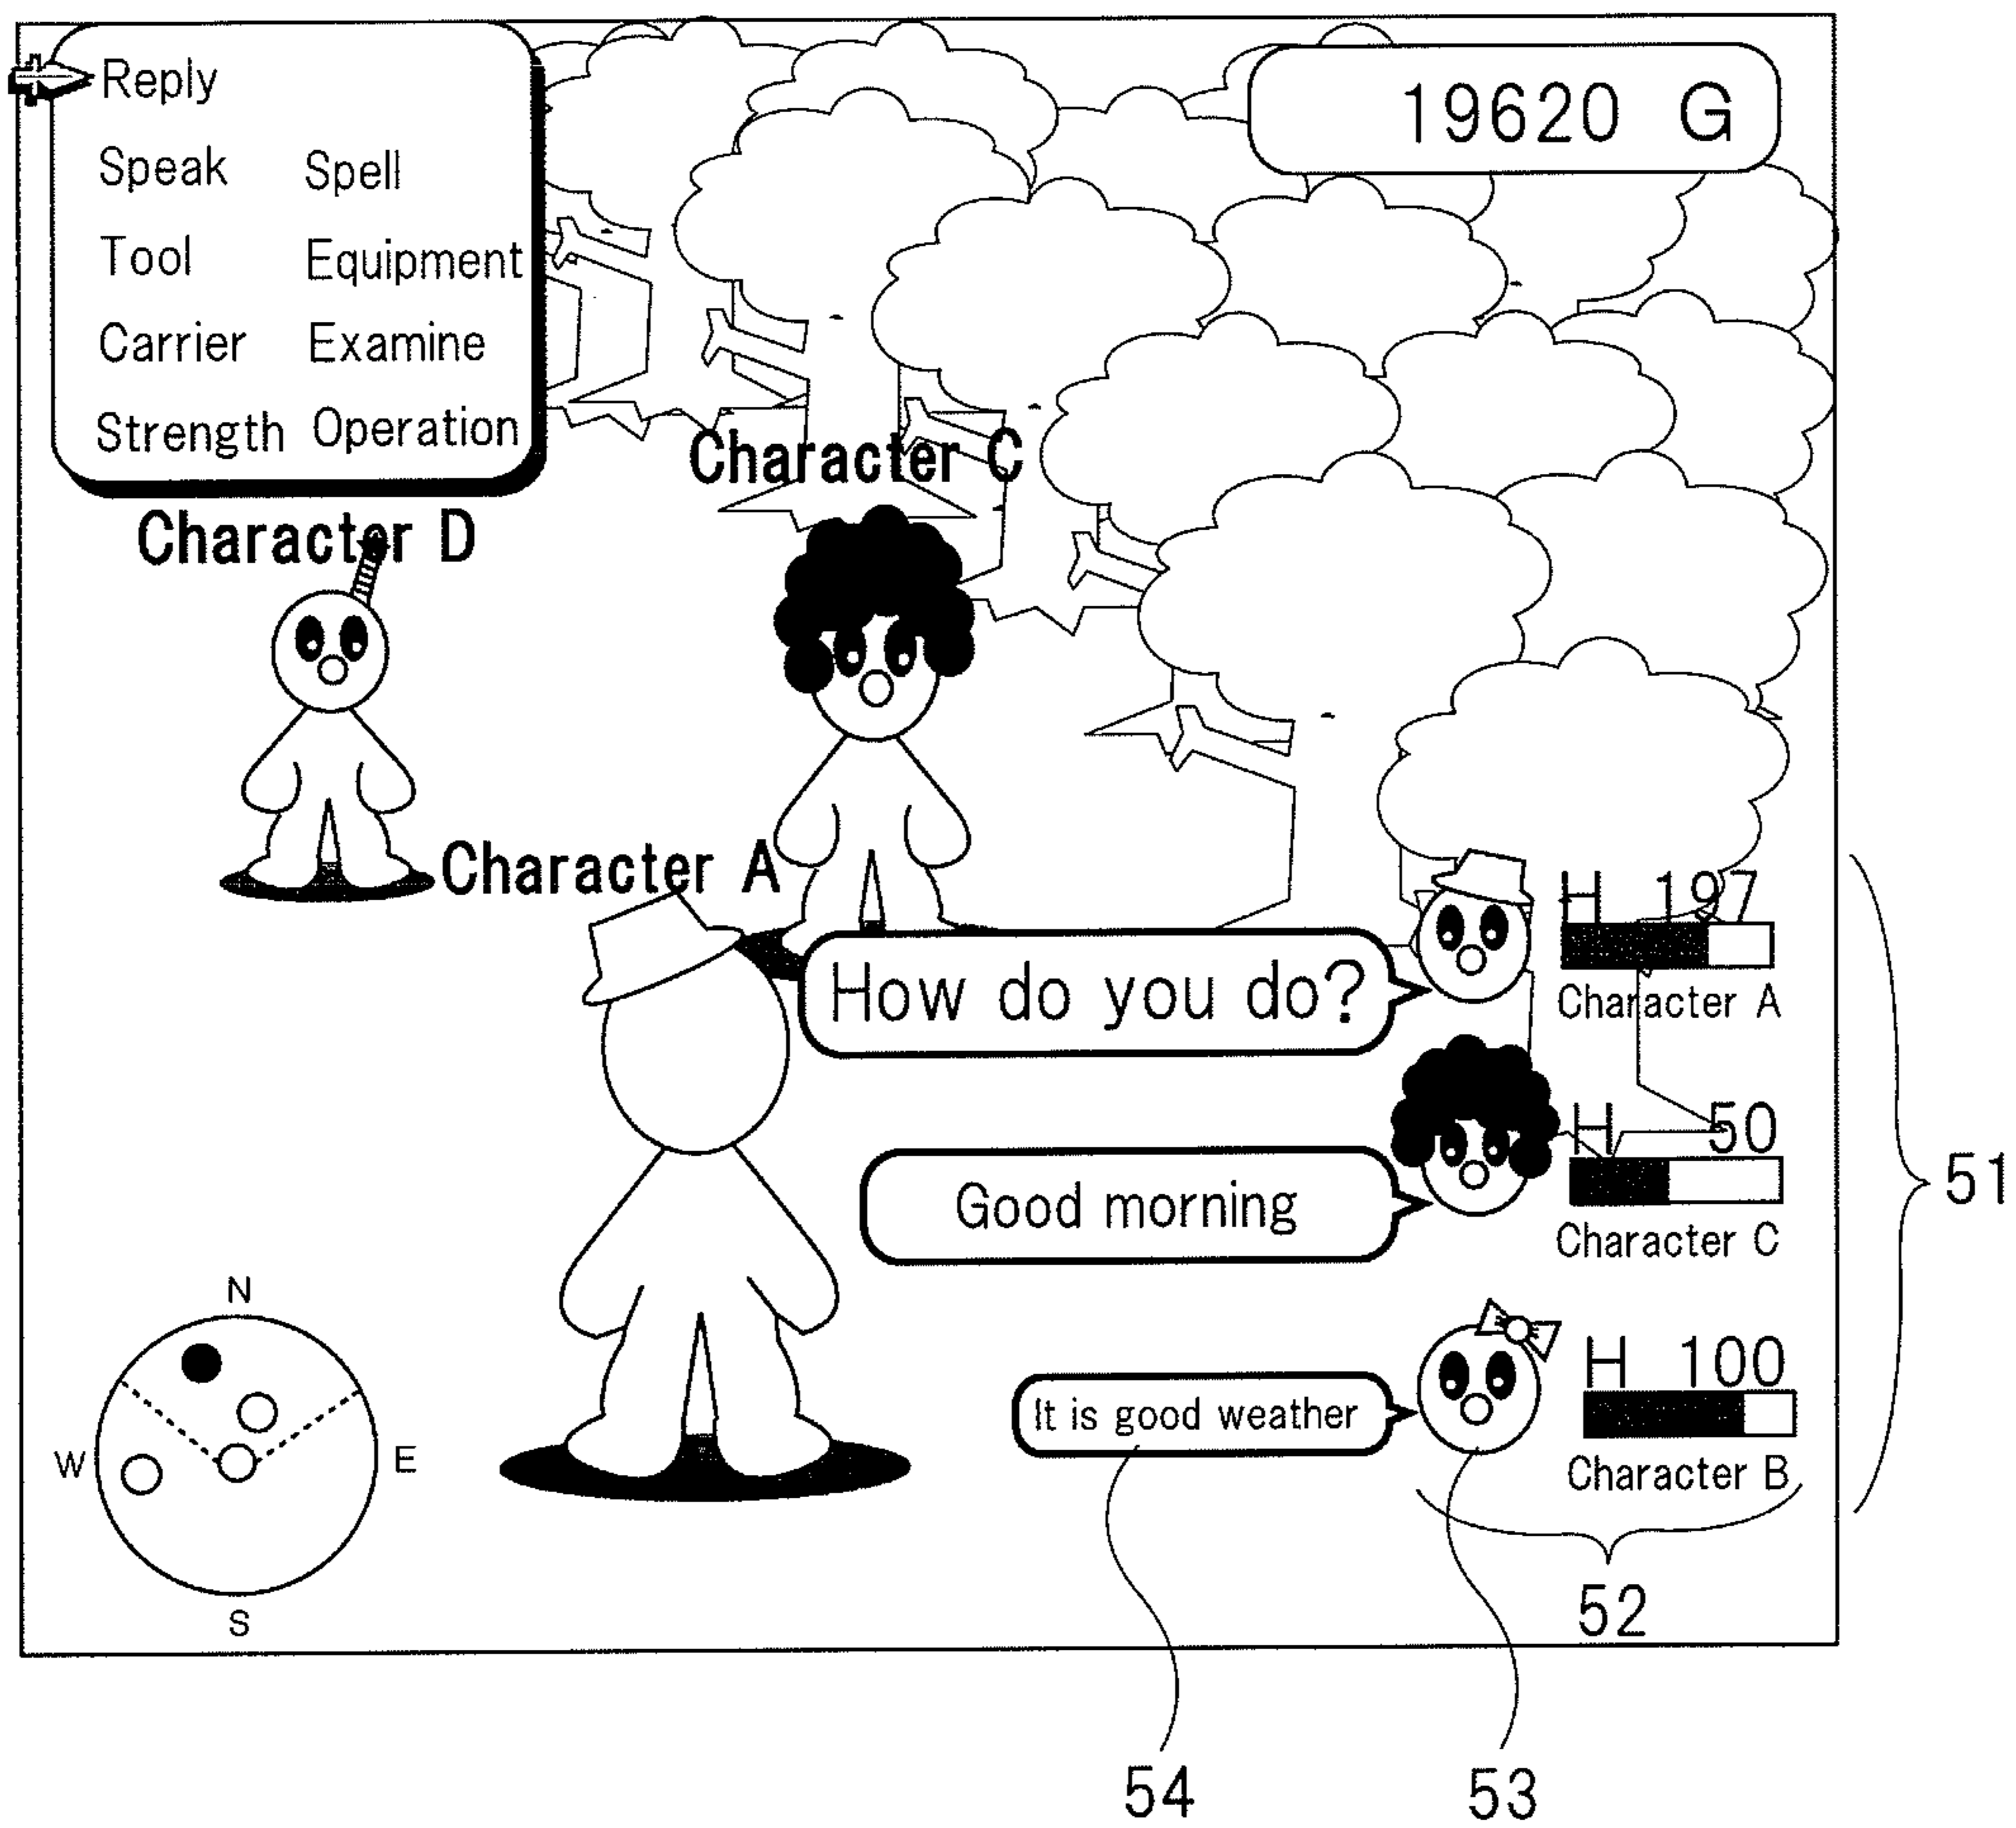 Reply
19620 G
Speak Spell
Tool Equipment
Carrier Examine
Strength Operation
Character C
Character D
Character A
H 197
How do you do?
Character A
H 50
51
Good morning
Character C
N
H 100
It is good weather
W E
Character B
52
S
54
53